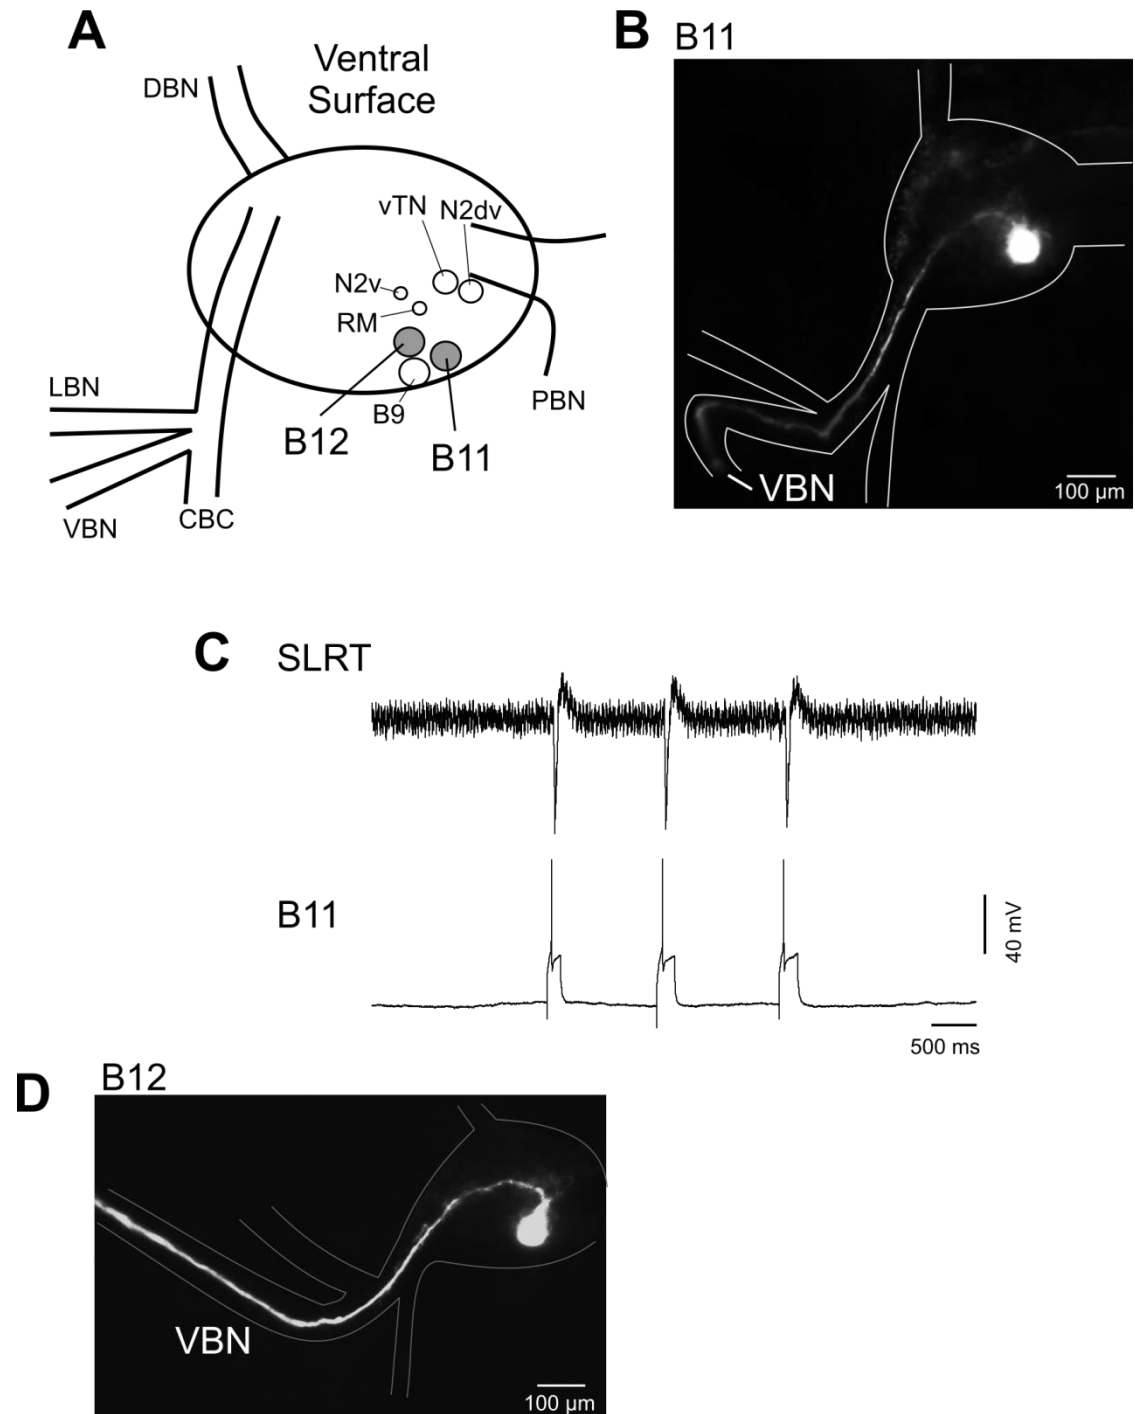 A
Ventral
Surface
DBN
vTN
N2dv
N2v
RM
LBN
PBN
B9
B12
B11
VBN
CBC
B
B11
VBN
100 µm
C
SLRT
B11
40 mV
500 ms
D
B12
VBN
100 µm